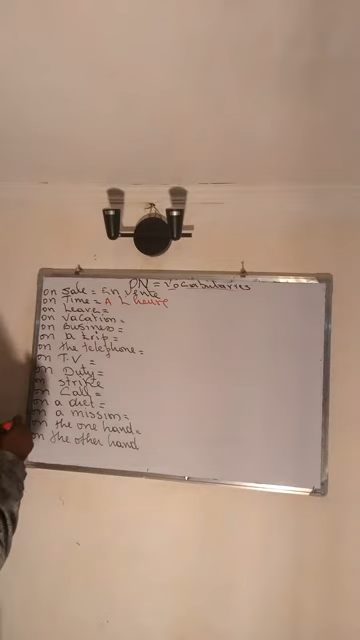 ON = Vocabularies
on sale = En vente
on Time = A L heure
on Leave =
on vacation =
on Business =
on a trip =
on the telephone =
on T.V. =
on Duty =
on strike
on Call =
on a diet =
on a mission =
on the one hand =
on the other hand